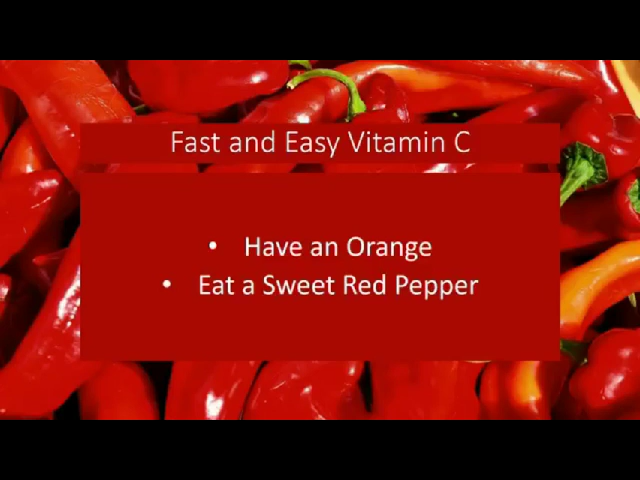 Fast and Easy Vitamin C
• Have an Orange
• Eat a Sweet Red Pepper